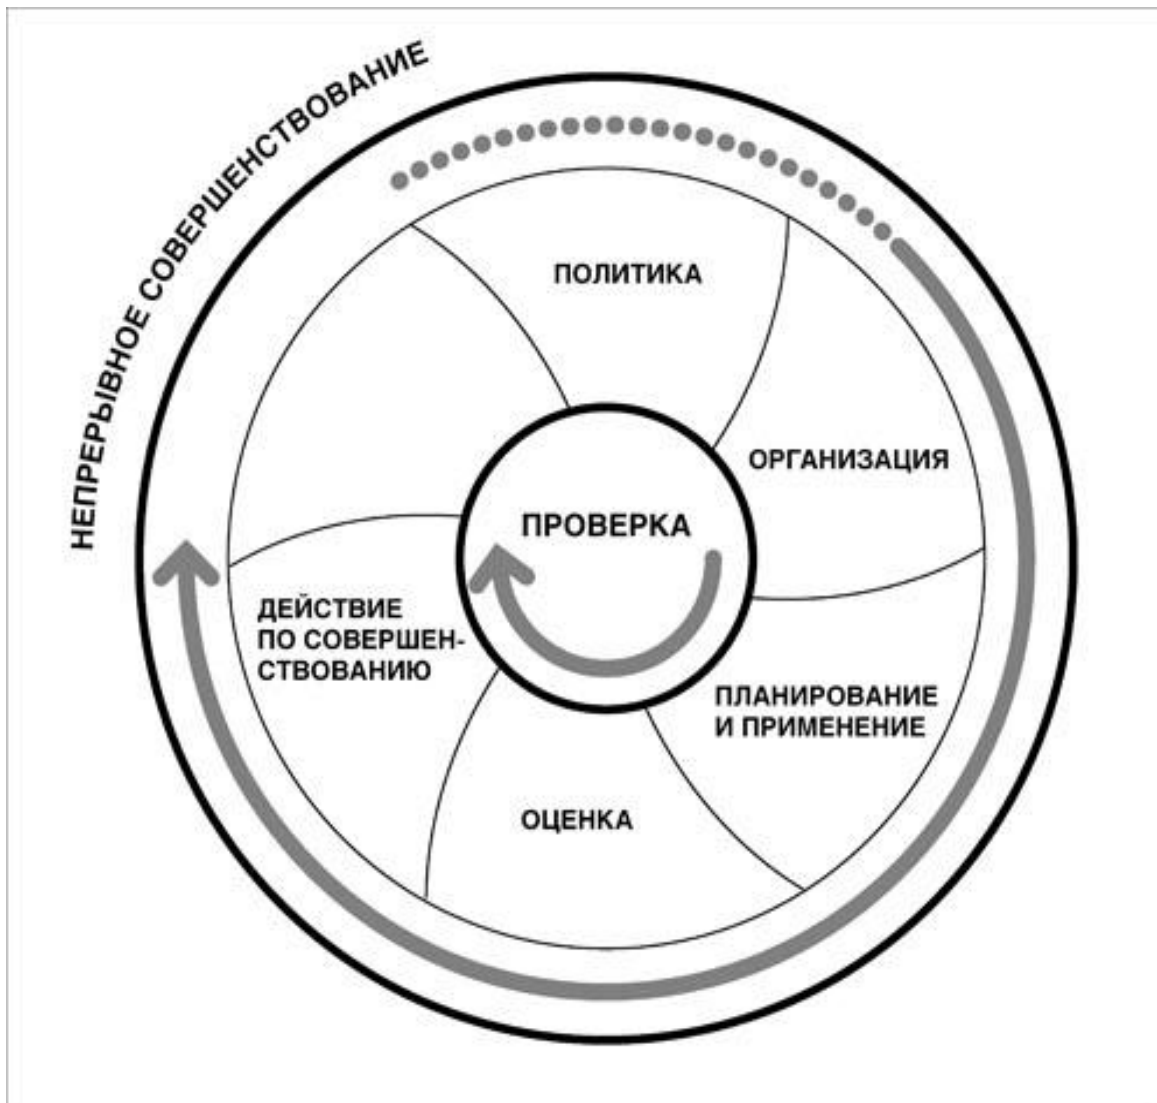 НЕПРЕРЫВНОЕ СОВЕРШЕНСТВОВАНИЕ
ПОЛИТИКА
ОРГАНИЗАЦИЯ
ПРОВЕРКА
ДЕЙСТВИЕ
ПО СОВЕРШЕН-
СТВОВАНИЮ
ПЛАНИРОВАНИЕ
И ПРИМЕНЕНИЕ
ОЦЕНКА